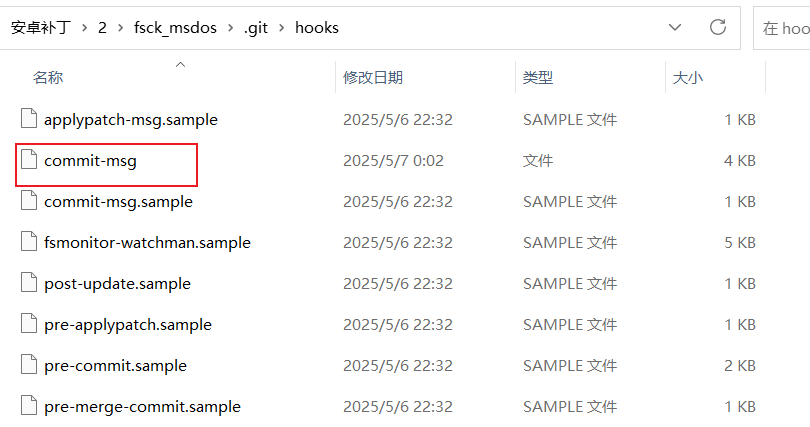 安卓补丁 > 2 > fsck_msdos > .git > hooks 在 hoo
名称 修改日期 类型 大小
applypatch-msg.sample 2025/5/6 22:32 SAMPLE 文件 1 KB
commit-msg 2025/5/7 0:02 文件 4 KB
commit-msg.sample 2025/5/6 22:32 SAMPLE 文件 1 KB
fsmonitor-watchman.sample 2025/5/6 22:32 SAMPLE 文件 5 KB
post-update.sample 2025/5/6 22:32 SAMPLE 文件 1 KB
pre-applypatch.sample 2025/5/6 22:32 SAMPLE 文件 1 KB
pre-commit.sample 2025/5/6 22:32 SAMPLE 文件 2 KB
pre-merge-commit.sample 2025/5/6 22:32 SAMPLE 文件 1 KB